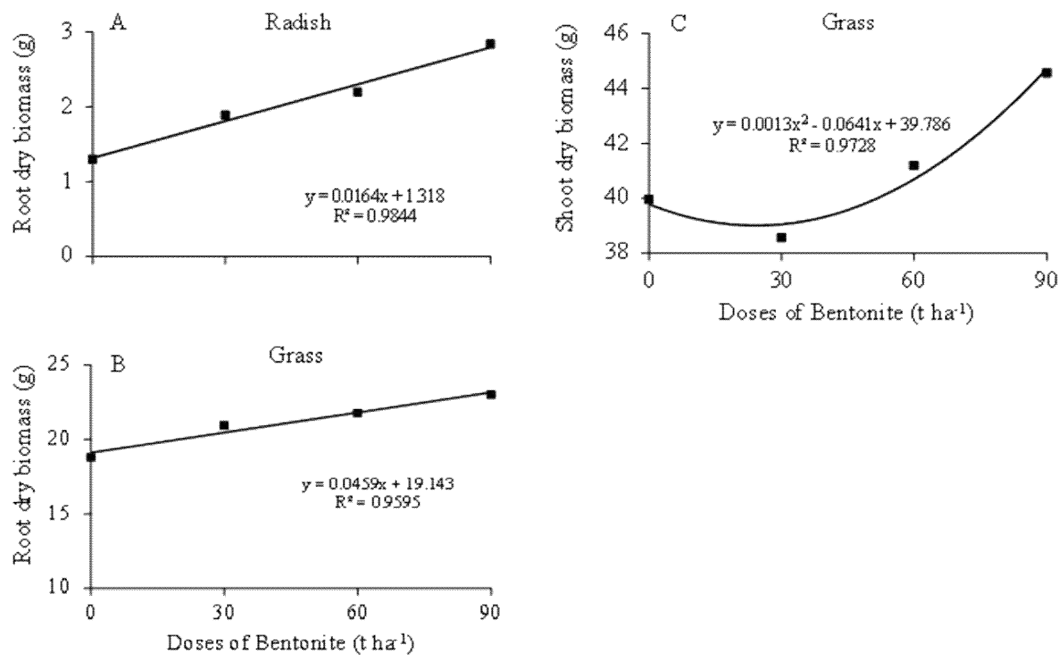 A
Radish
Root dry biomass (g)
3
2
1
0
y = 0.0164x + 1.318
R² = 0.9844
B
Grass
Root dry biomass (g)
25
20
15
10
y = 0.0459x + 19.143
R² = 0.9595
0 30 60 90
Doses of Bentonite (t ha⁻¹)
C
Grass
Shoot dry biomass (g)
46
44
42
40
38
y = 0.0013x² - 0.0641x + 39.786
R² = 0.9728
0 30 60 90
Doses of Bentonite (t ha⁻¹)